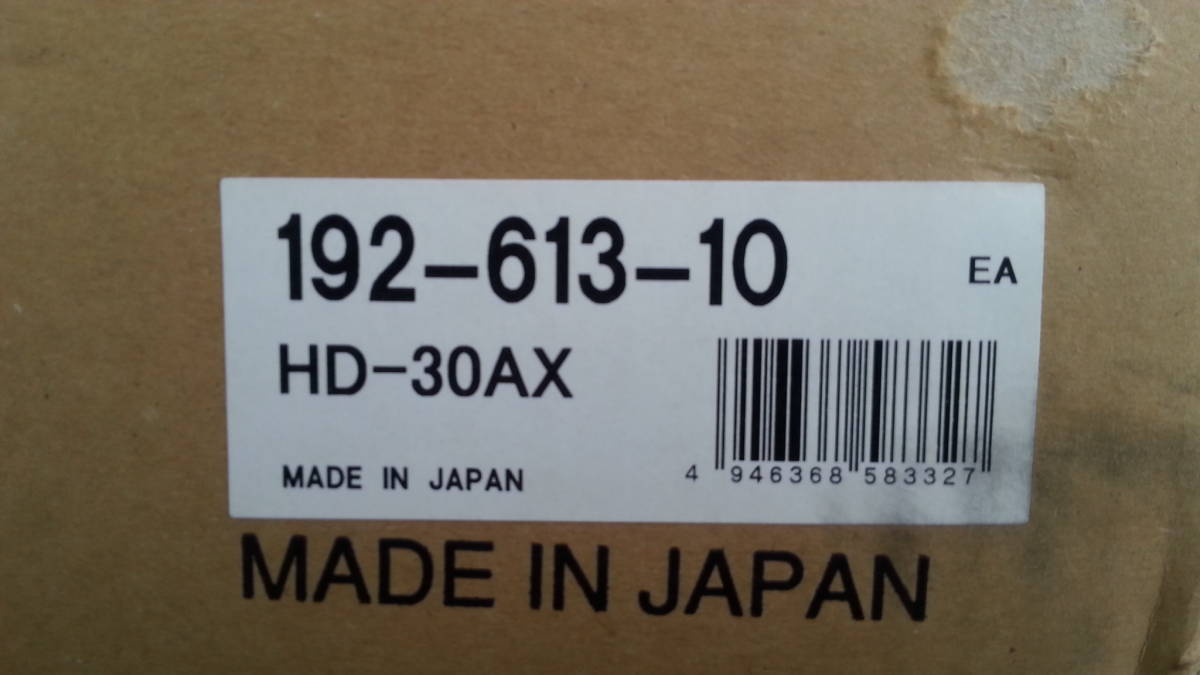 192-613-10
EA
HD-30AX
MADE IN JAPAN
4 946368 583327
MADE IN JAPAN